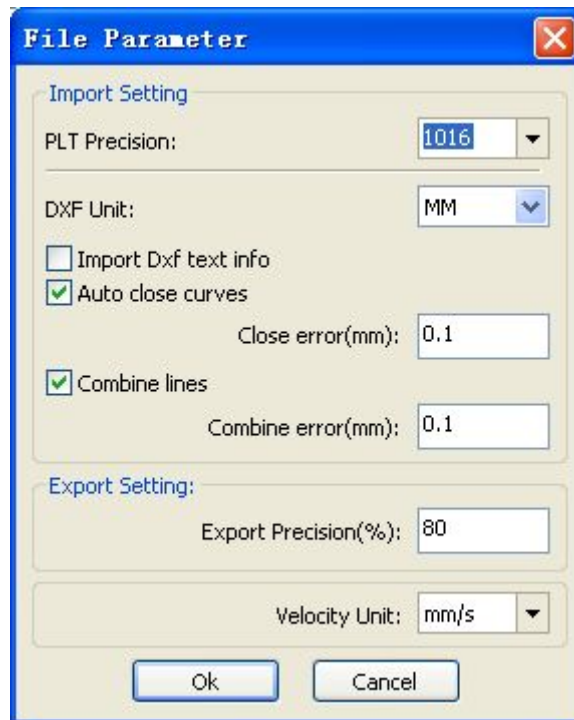 File Parameter
Import Setting
PLT Precision: 1016
DXF Unit: MM
Import Dxf text info
Auto close curves
Close error(mm): 0.1
Combine lines
Combine error(mm): 0.1
Export Setting:
Export Precision(%): 80
Velocity Unit: mm/s
Ok Cancel